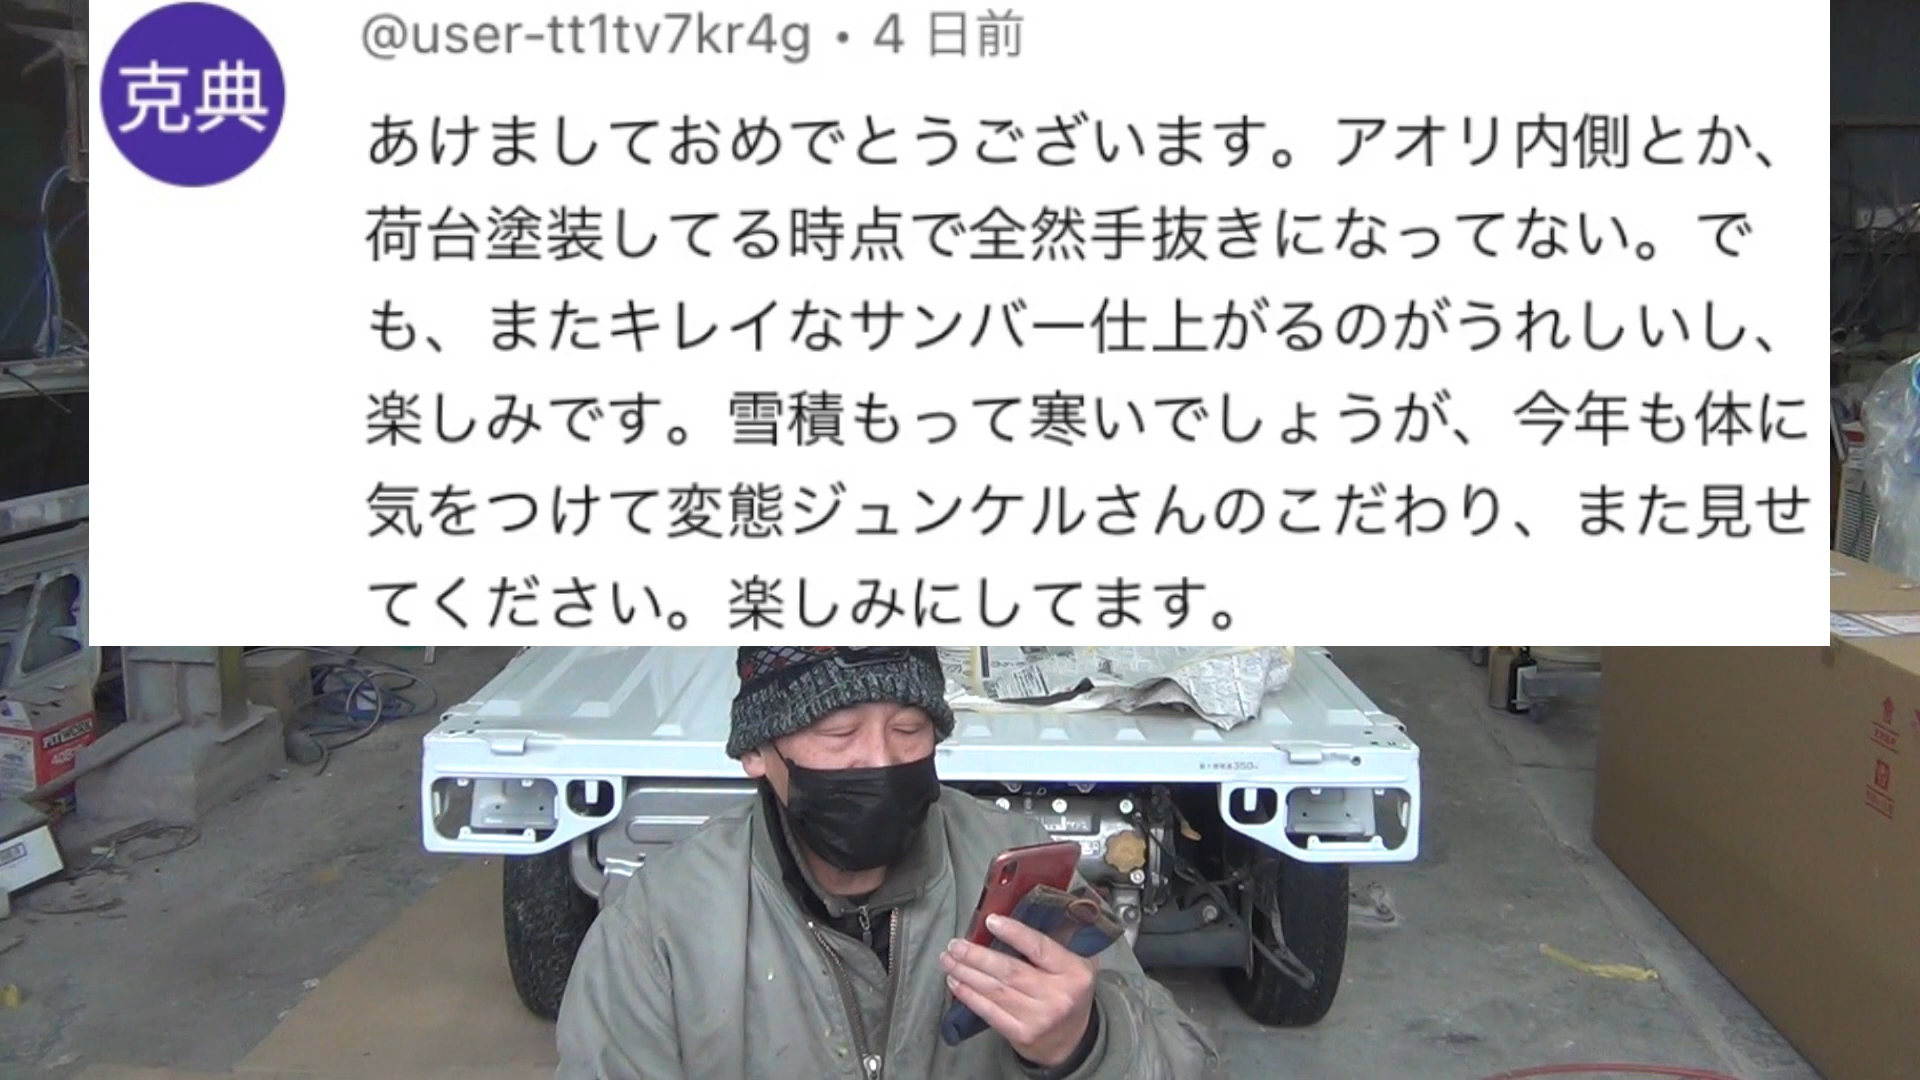 克典
@user-tt1tv7kr4g・4 日前
あけましておめでとうございます。アオリ内側とか、
荷台塗装してる時点で全然手抜きになってない。で
も、またキレイなサンバー仕上がるのがうれしいし、
楽しみです。雪積もって寒いでしょうが、今年も体に
気をつけて変態ジュンケルさんのこだわり、また見せ
てください。楽しみにしてます。
PITWORK
350